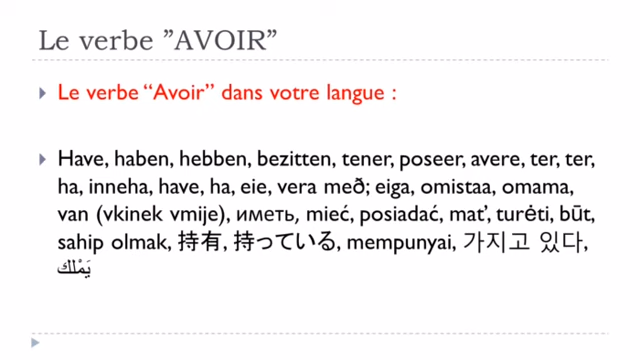 Le verbe ”AVOIR”
Le verbe “Avoir” dans votre langue :
Have, haben, hebben, bezitten, tener, poseer, avere, ter, ter,
ha, inneha, have, ha, eie, vera með; eiga, omistaa, omama,
van (vkinek vmije), иметь, mieć, posiadać, mať, turėti, būt,
sahip olmak, 持有, 持っている, mempunyai, 가지고 있다,
يَمْلك